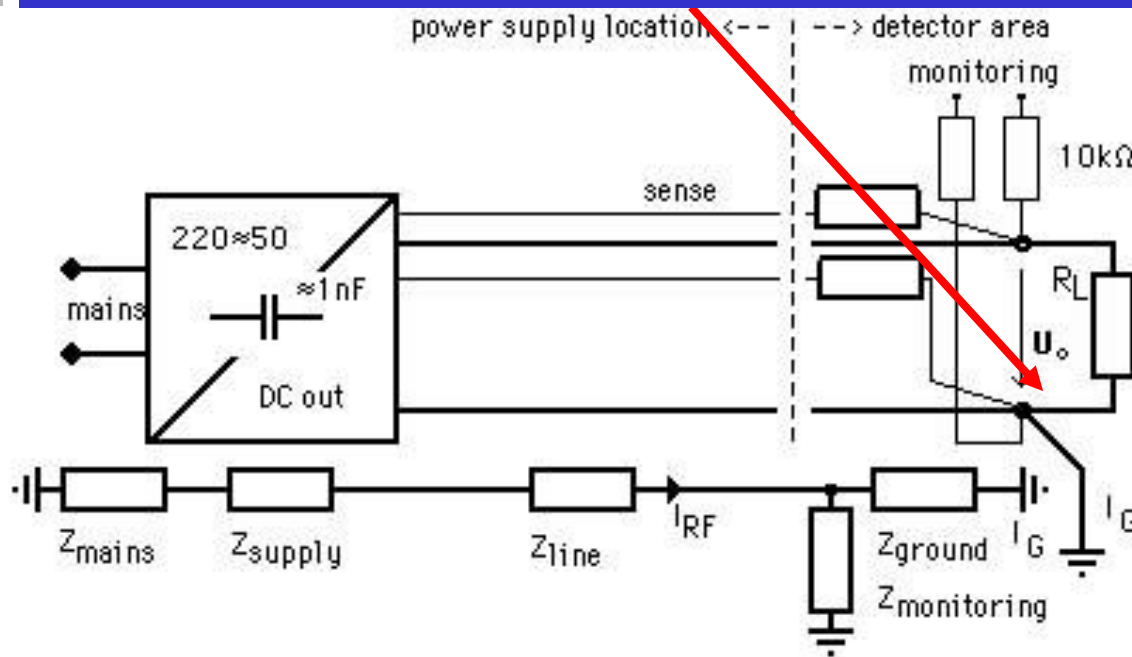 power supply location <-- --> detector area
monitoring
10kΩ
sense
220≈50
≈1nF
mains
DC out
RL
Uo
Zmains
Zsupply
Zline
IRF
Zground
IG
IG
Zmonitoring